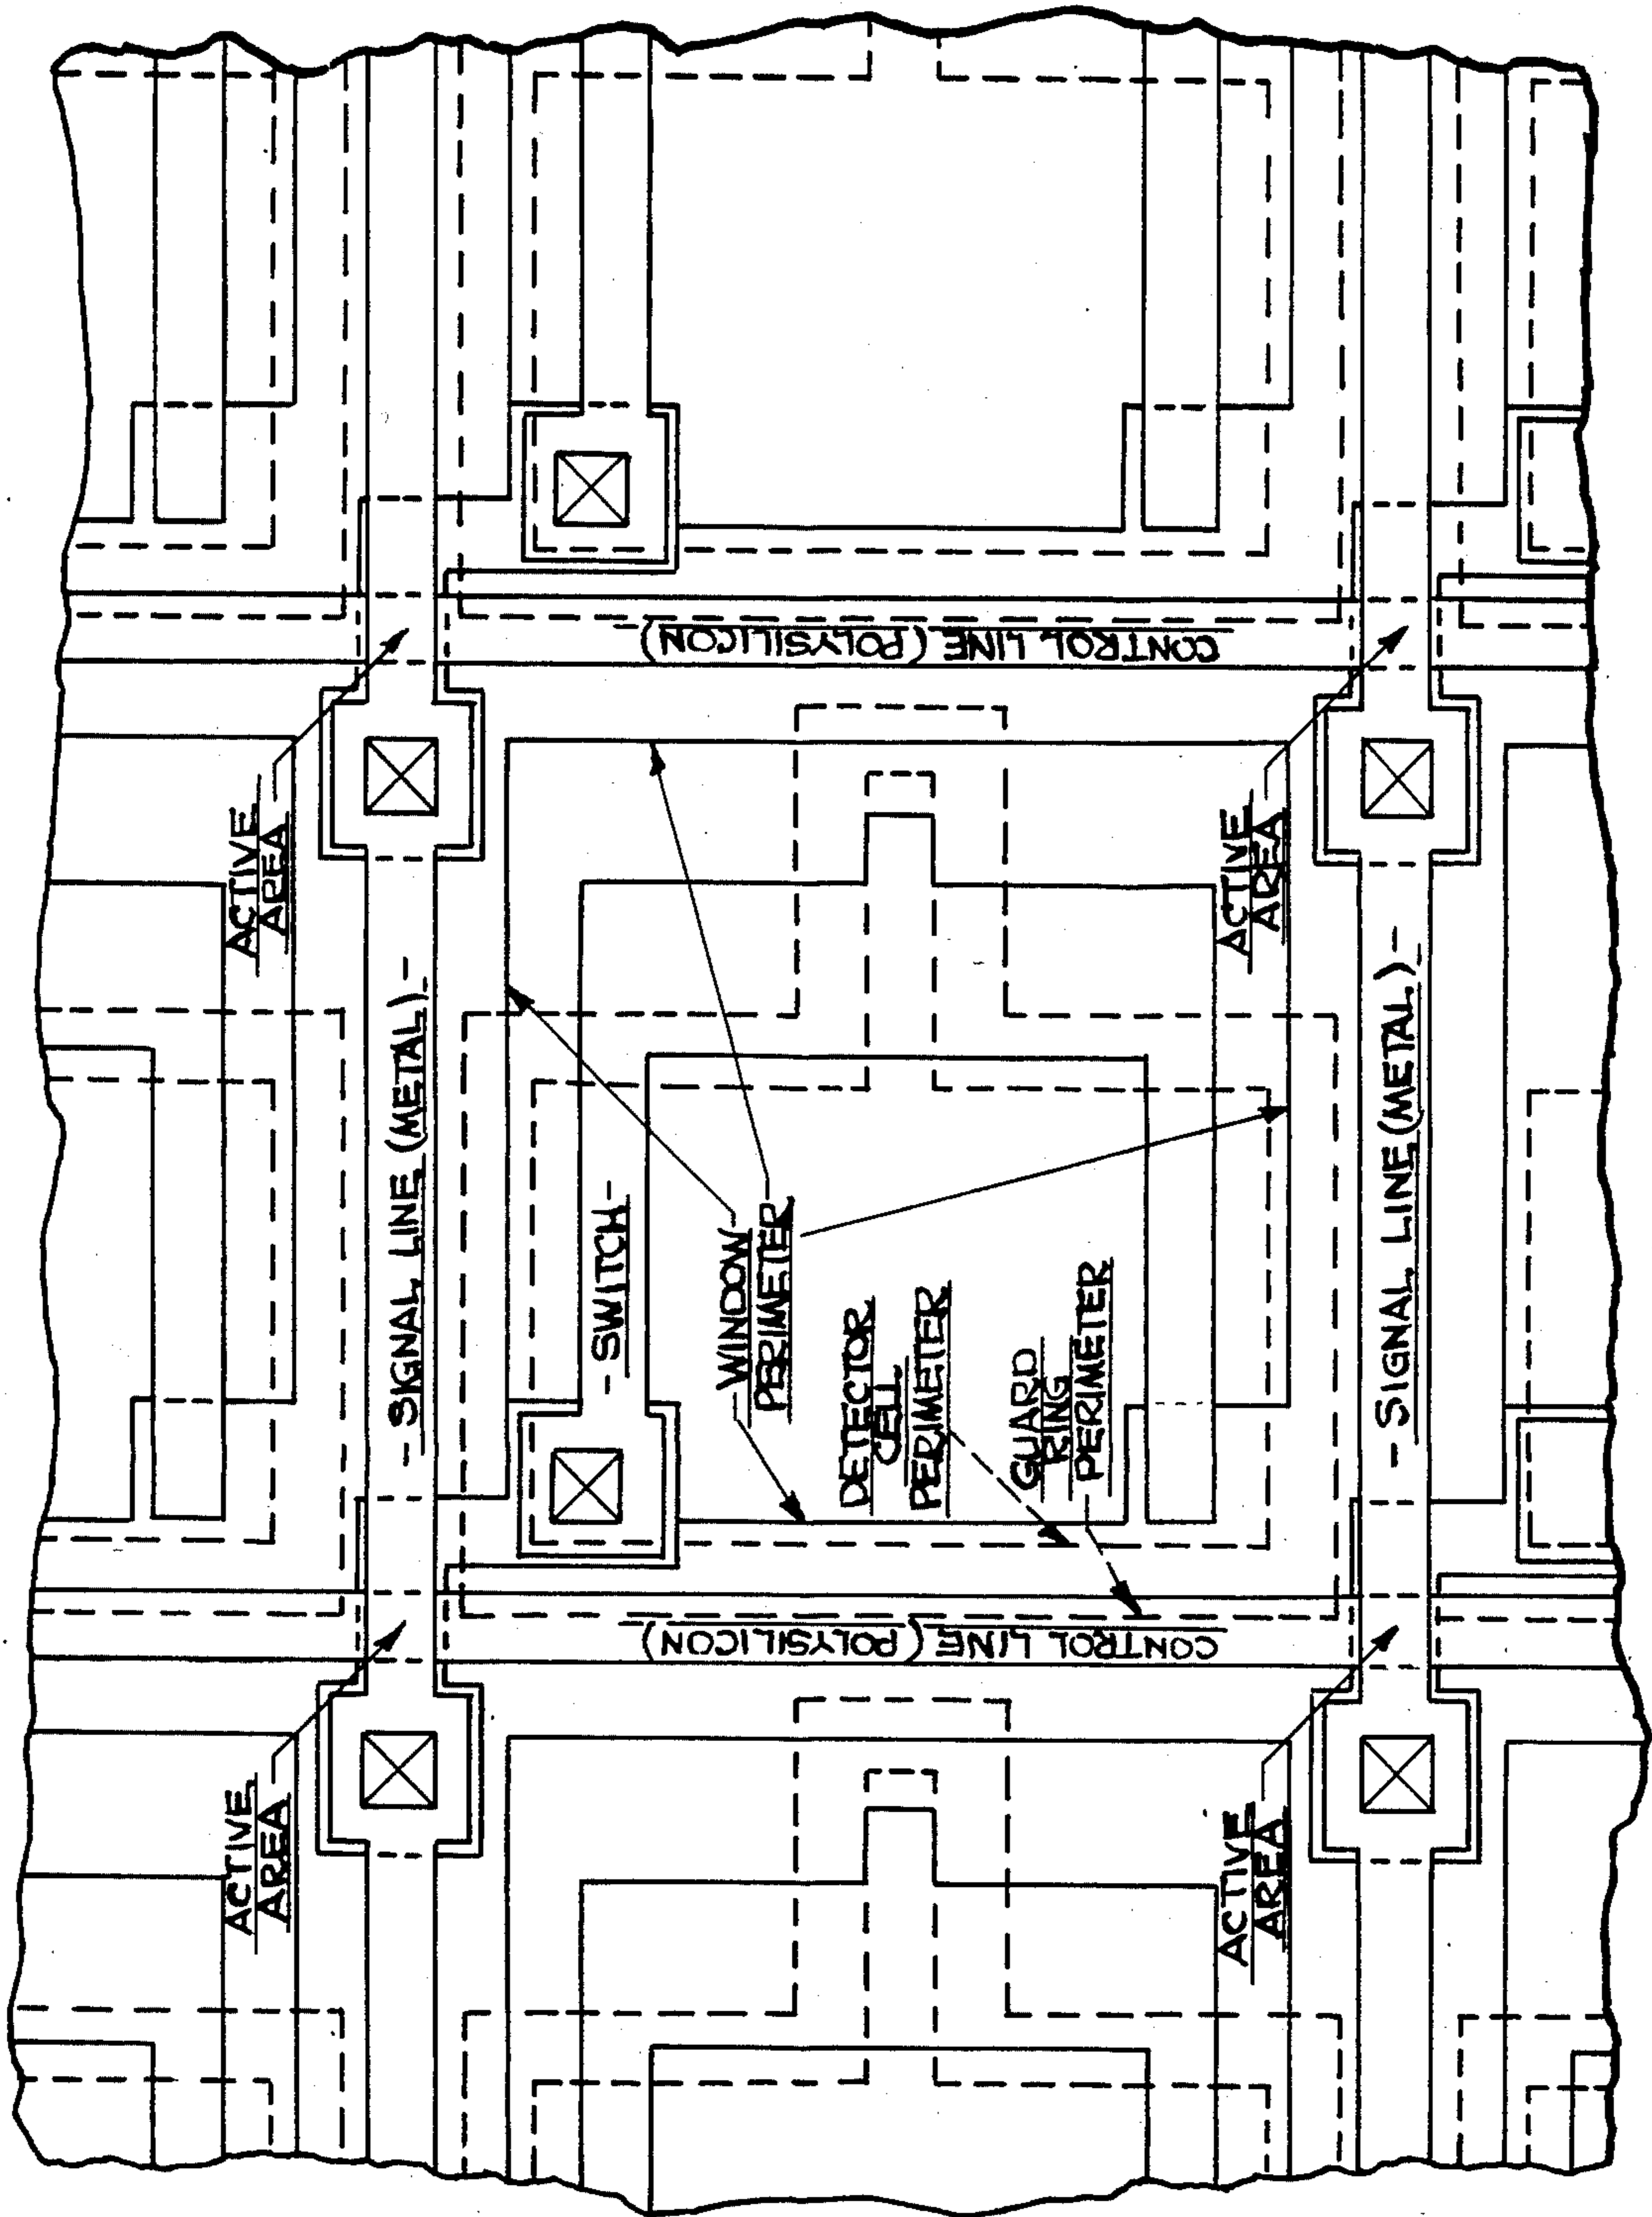 CONTROL LINE (POLYSILICON)
CONTROL LINE (POLYSILICON)
ACTIVE
AREA
ACTIVE
AREA
- SIGNAL LINE (METAL) -
- SWITCH -
WINDOW
PERIMETER
DETECTOR
CELL
PERIMETER
GUARD
RING
PERIMETER
- SIGNAL LINE (METAL) -
ACTIVE
AREA
ACTIVE
AREA